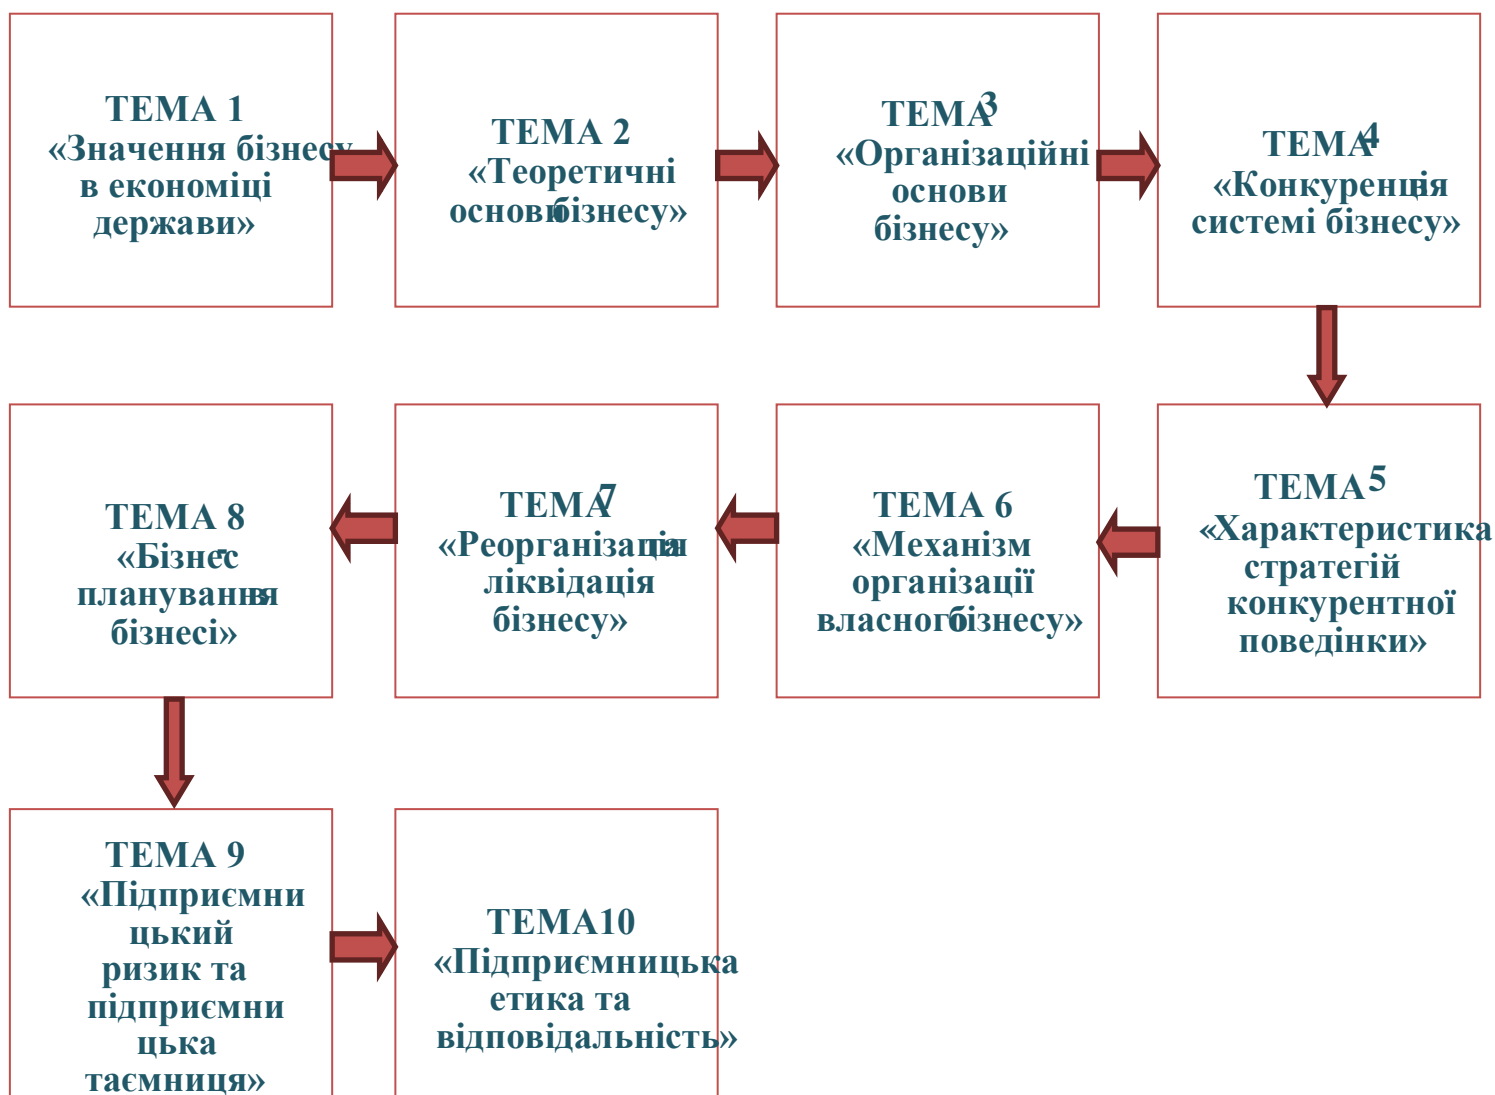 ТЕМА 1
«Значення бізнесу
в економіці
держави»
ТЕМА 2
«Теоретичні
основи бізнесу»
ТЕМА 3
«Організаційні
основи
бізнесу»
ТЕМА 4
«Конкуренція в
системі бізнесу»
ТЕМА 5
«Характеристика
стратегій
конкурентної
поведінки»
ТЕМА 6
«Механізм
організації
власного бізнесу»
ТЕМА 7
«Реорганізація та
ліквідація
бізнесу»
ТЕМА 8
«Бізнес-
планування в
бізнесі»
ТЕМА 9
«Підприємни
цький
ризик та
підприємни
цька
таємниця»
ТЕМА10
«Підприємницька
етика та
відповідальність»